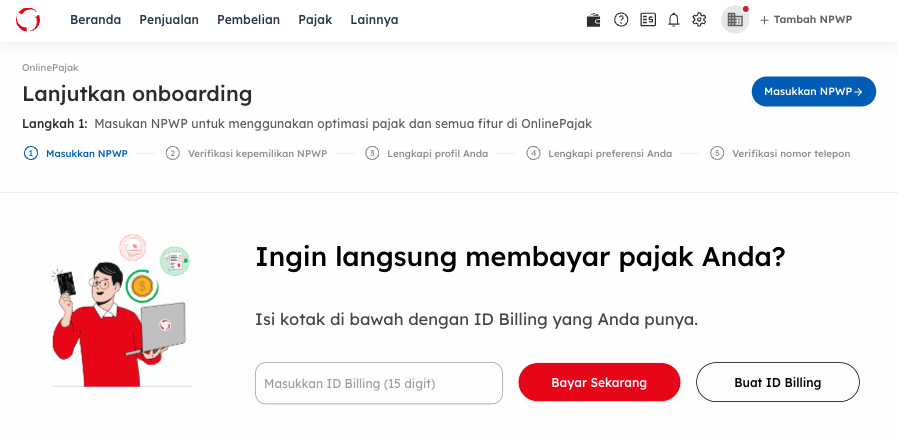 Beranda Penjualan Pembelian Pajak Lainnya + Tambah NPWP
OnlinePajak
Lanjutkan onboarding
Masukkan NPWP→
Langkah 1: Masukan NPWP untuk menggunakan optimasi pajak dan semua fitur di OnlinePajak
1 Masukkan NPWP 2 Verifikasi kepemilikan NPWP 3 Lengkapi profil Anda 4 Lengkapi preferensi Anda 5 Verifikasi nomor telepon
Ingin langsung membayar pajak Anda?
Isi kotak di bawah dengan ID Billing yang Anda punya.
Masukkan ID Billing (15 digit) Bayar Sekarang Buat ID Billing